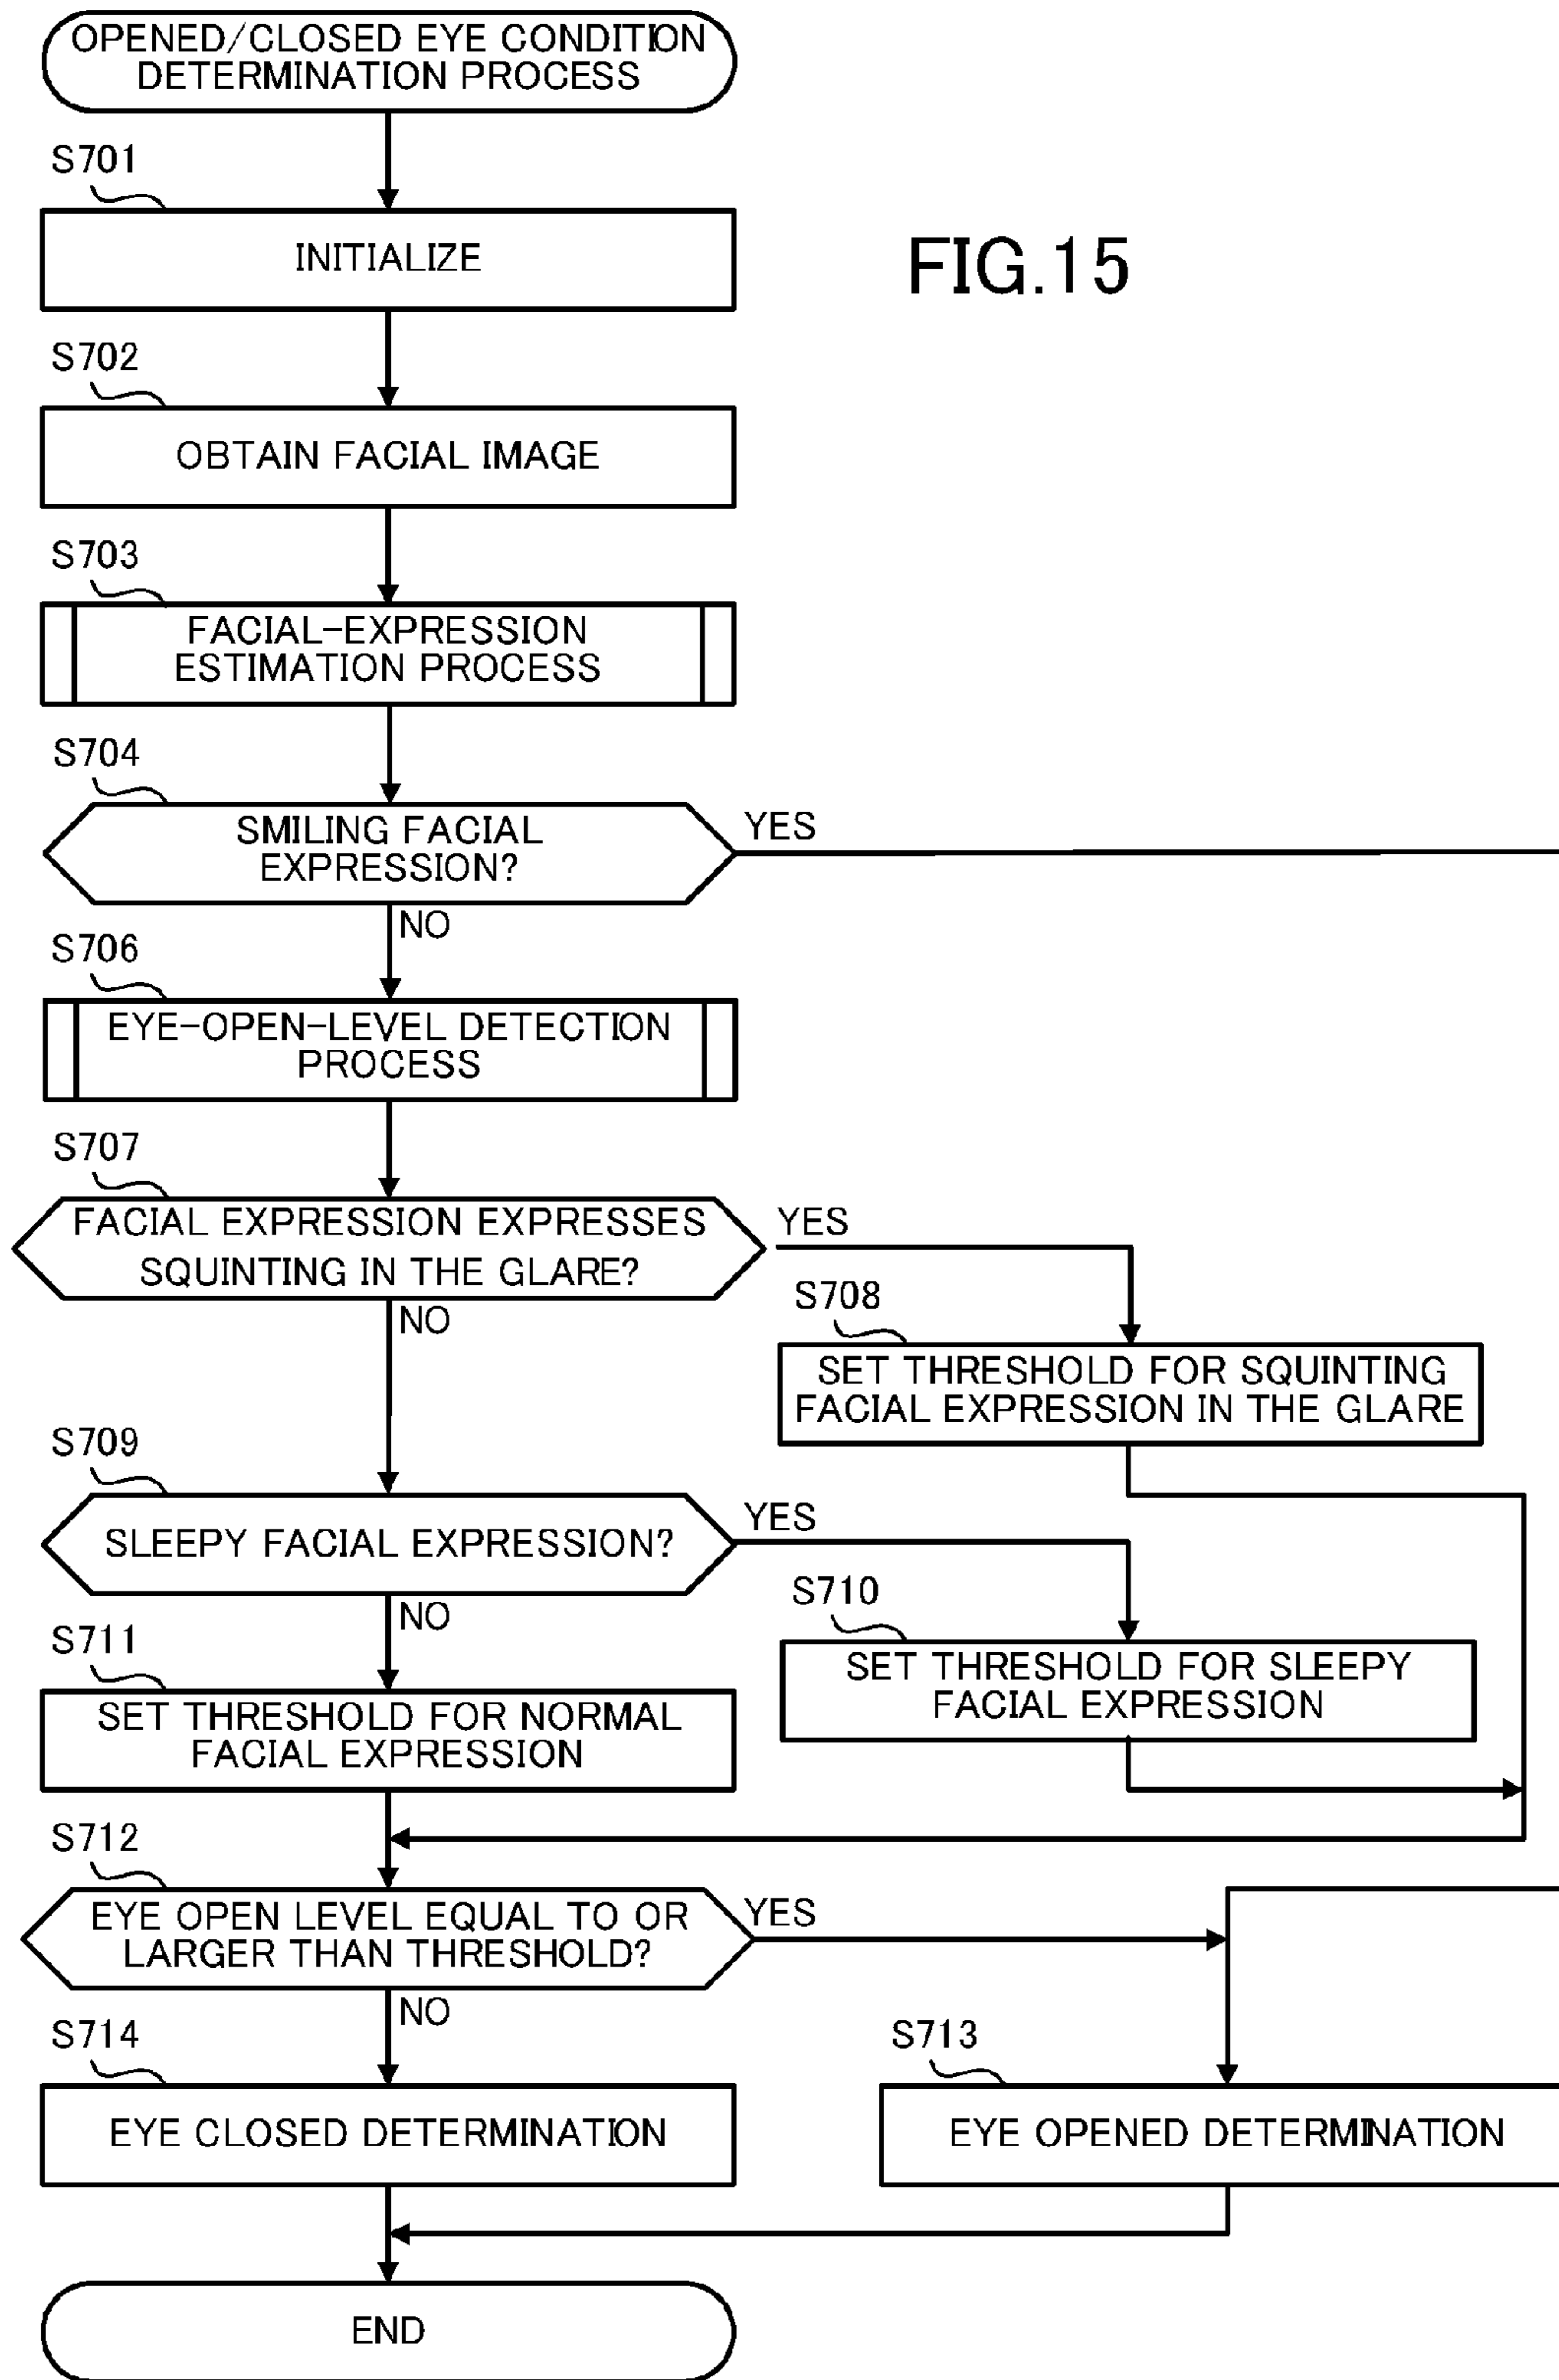 OPENED/CLOSED EYE CONDITION
DETERMINATION PROCESS
S701
INITIALIZE
FIG.15
S702
OBTAIN FACIAL IMAGE
S703
FACIAL-EXPRESSION
ESTIMATION PROCESS
S704
SMILING FACIAL
EXPRESSION?
YES
NO
S706
EYE-OPEN-LEVEL DETECTION
PROCESS
S707
FACIAL EXPRESSION EXPRESSES
SQUINTING IN THE GLARE?
YES
NO
S708
SET THRESHOLD FOR SQUINTING
FACIAL EXPRESSION IN THE GLARE
S709
SLEEPY FACIAL EXPRESSION?
YES
NO
S710
SET THRESHOLD FOR SLEEPY
FACIAL EXPRESSION
S711
SET THRESHOLD FOR NORMAL
FACIAL EXPRESSION
S712
EYE OPEN LEVEL EQUAL TO OR
LARGER THAN THRESHOLD?
YES
NO
S714
EYE CLOSED DETERMINATION
S713
EYE OPENED DETERMINATION
END